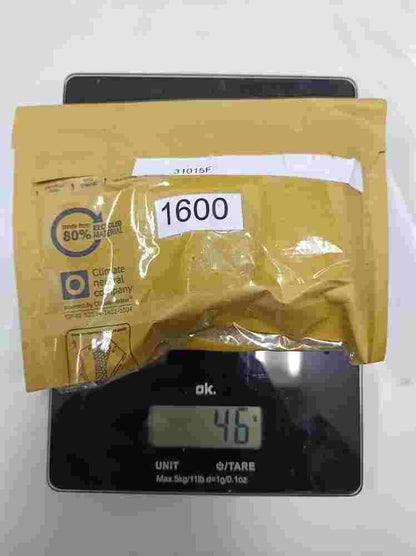 31015F
1600
Made from
80% RECYCLED
MATERIAL
Climate
neutral
company
ok.
46
UNIT ⏻/TARE
Max.5kg/11lb d=1g/0.1oz